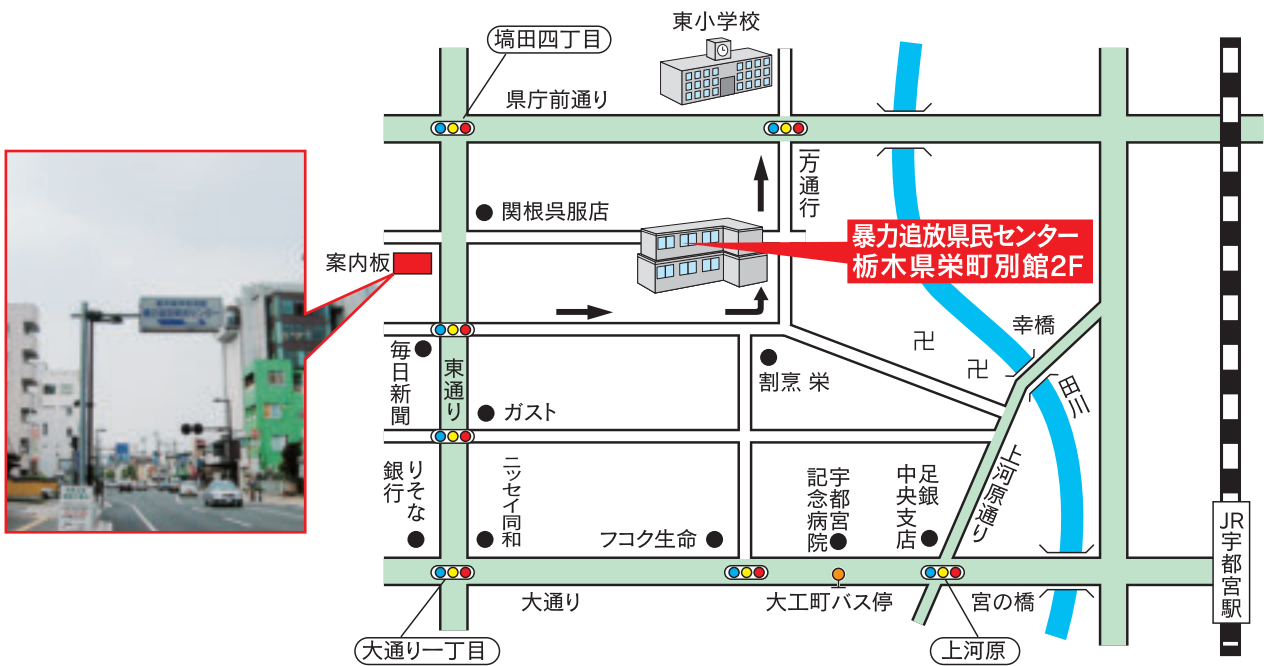 東小学校
塙田四丁目
県庁前通り
一方通行
関根呉服店
暴力追放県民センター
栃木県栄町別館2F
案内板
幸橋
毎日新聞
東通り
割烹 栄
卍
卍
田川
ガスト
りそな
銀行
ニッセイ同和
フコク生命
宇都宮
記念病院
足銀
中央支店
上河原通り
JR宇都宮駅
大通り
大工町バス停
宮の橋
大通り一丁目
上河原